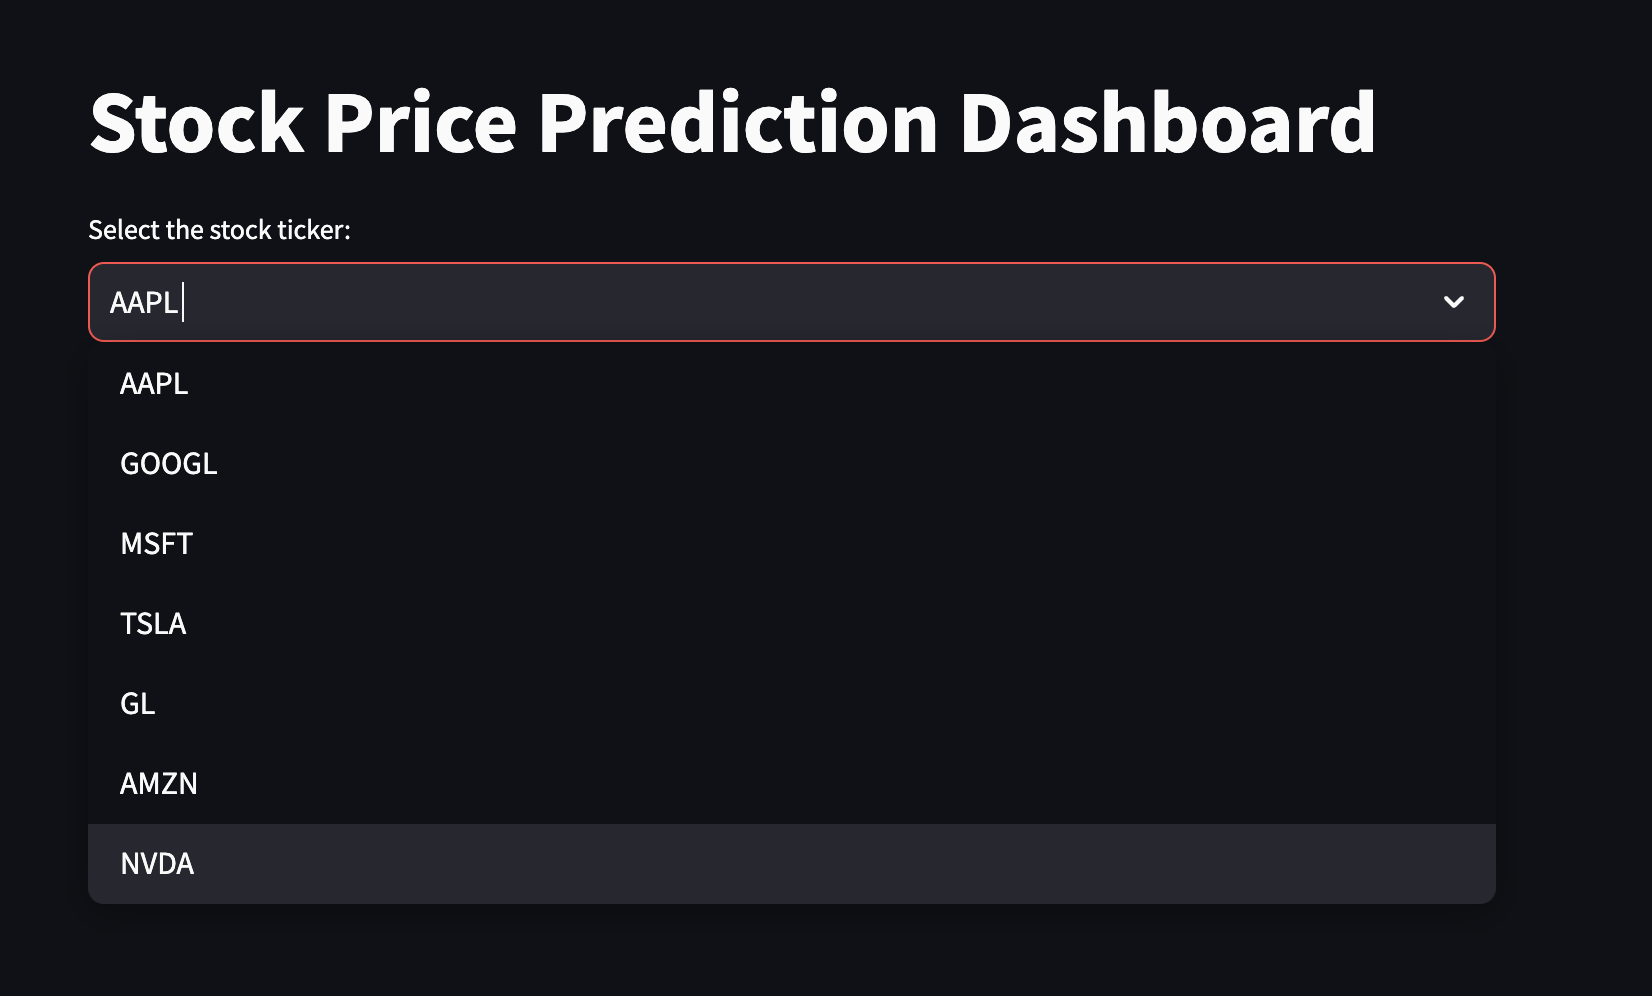 Stock Price Prediction Dashboard
Select the stock ticker:
AAPL
AAPL
GOOGL
MSFT
TSLA
GL
AMZN
NVDA